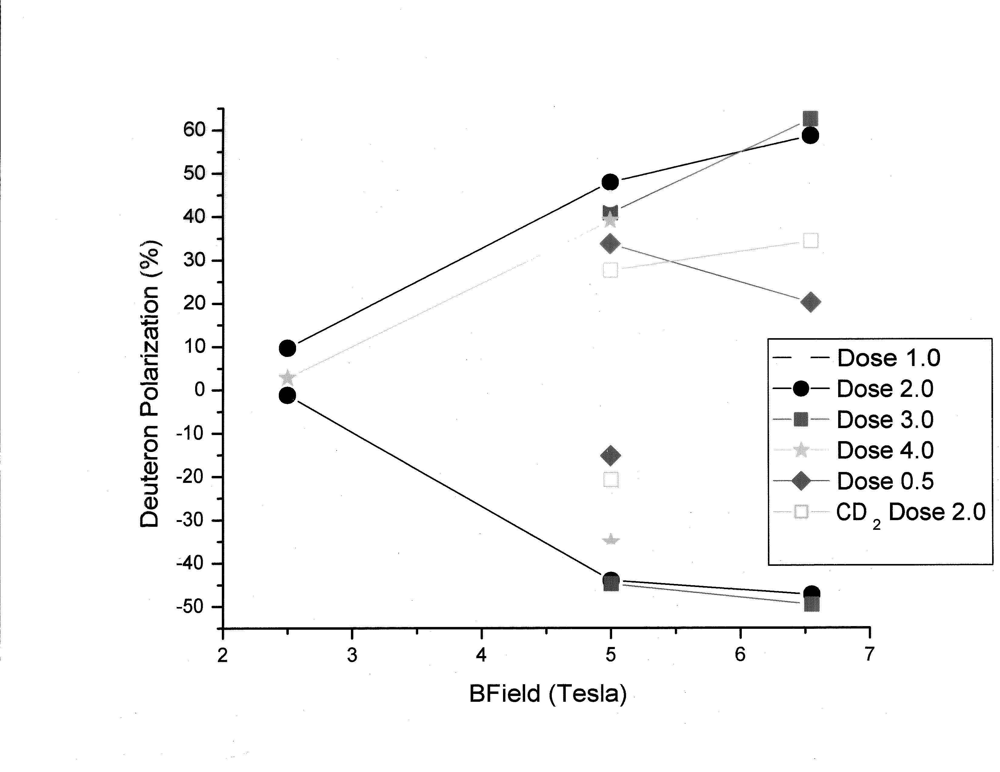 60
50
40
30
20
10
0
-10
-20
-30
-40
-50
Deuteron Polarization (%)
2 3 4 5 6 7
BField (Tesla)
Dose 1.0
Dose 2.0
Dose 3.0
Dose 4.0
Dose 0.5
CD2 Dose 2.0